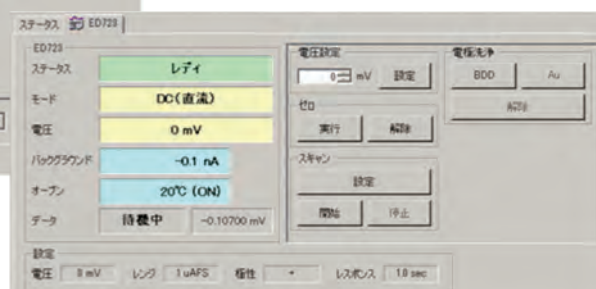 ステータス ED723
ED723
ステータス レディ
モード DC(直流)
電圧 0 mV
バックグラウンド -0.1 nA
オーブン 20℃ (ON)
データ 待機中 -0.10700 mV
電圧設定
0 mV 設定
ゼロ
実行 解除
スキャン
設定
開始 停止
電極洗浄
BDD Au
解除
設定
電圧 0 mV レンジ 1 uAFS 極性 + レスポンス 1.0 sec